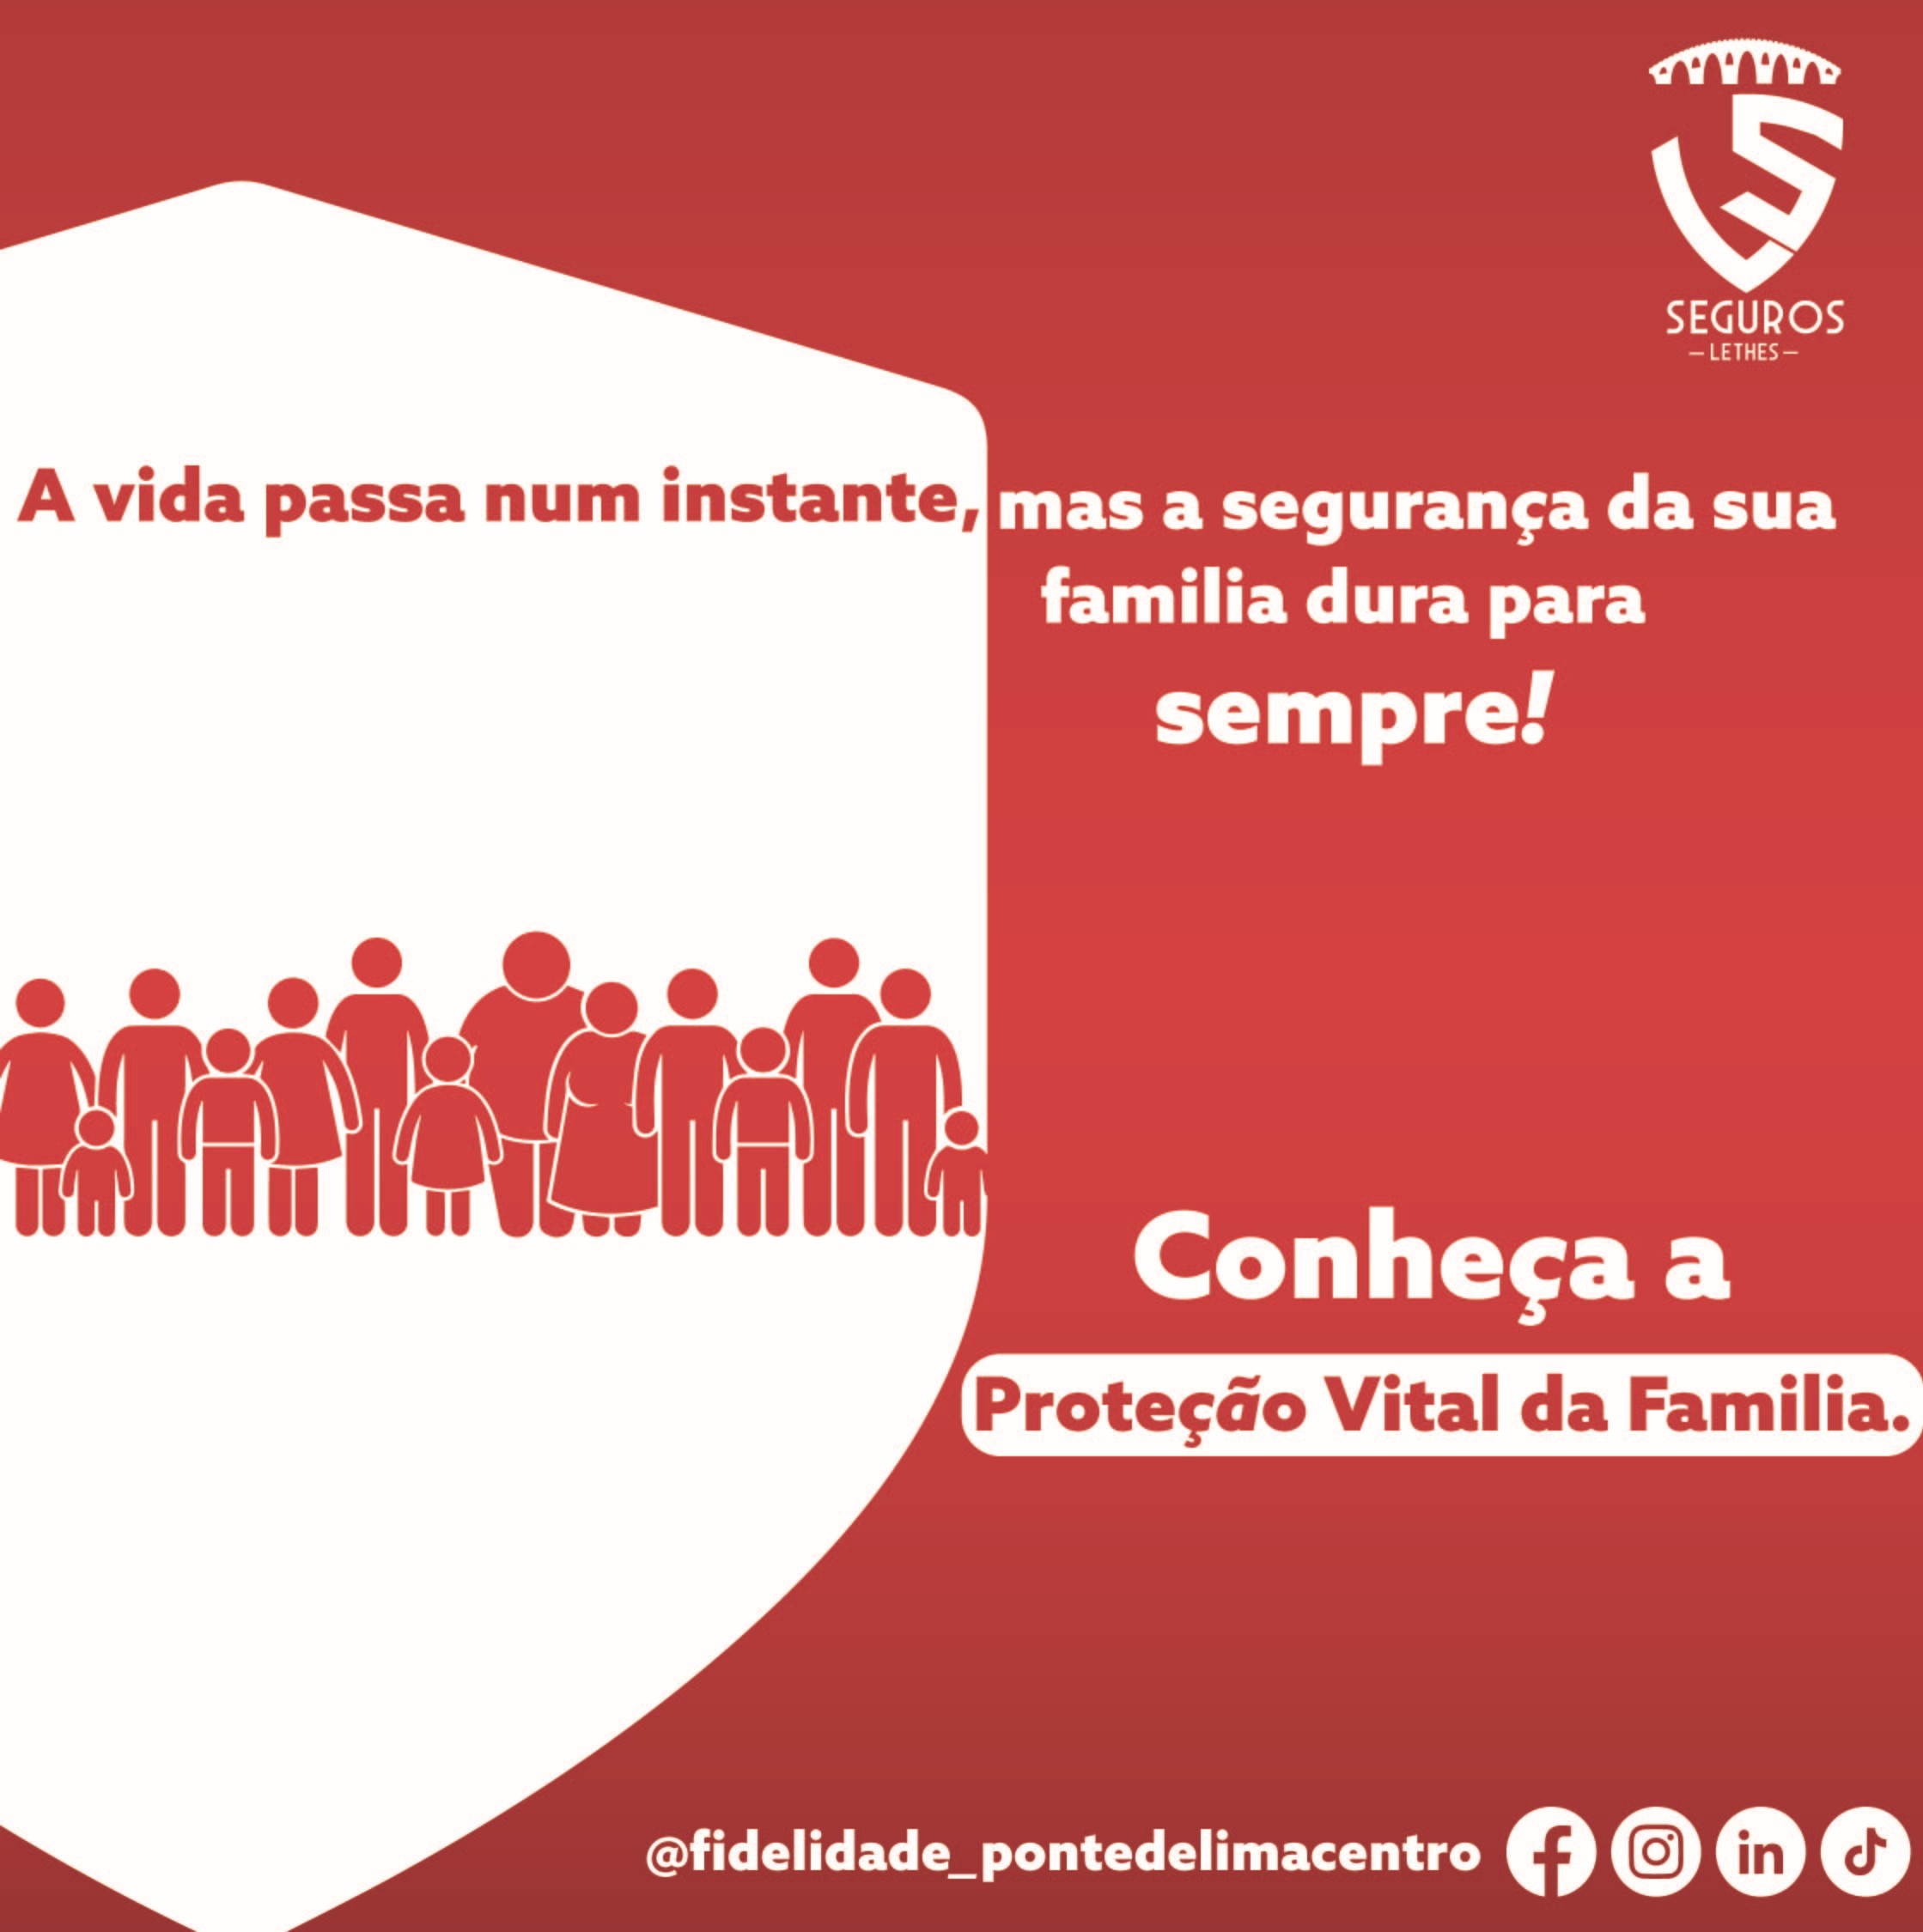 SEGUROS
LETHES
A vida passa num instante, mas a segurança da sua
familia dura para
sempre!
Conheça a
Proteção Vital da Familia.
@fidelidade_pontedelimacentro